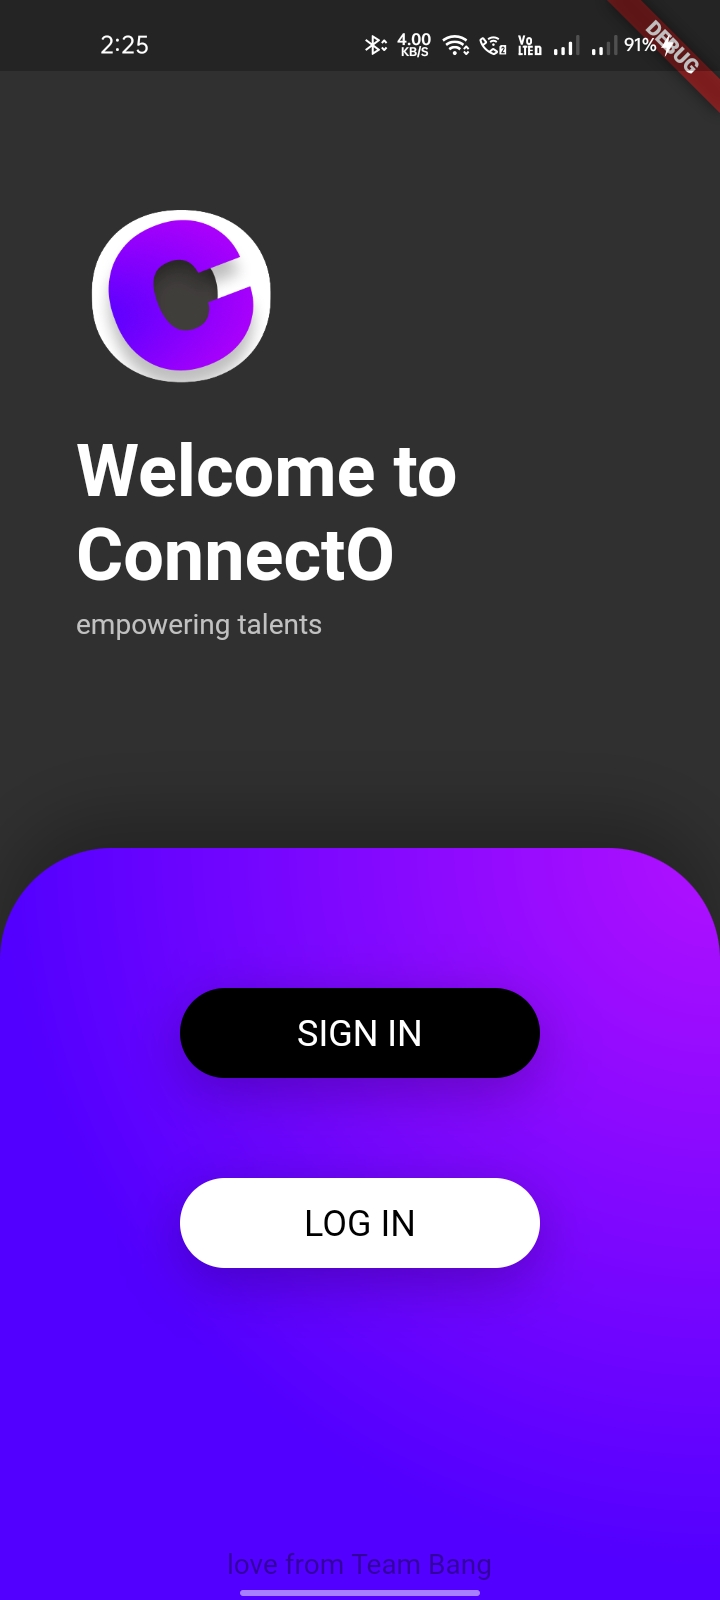 2:25
4.00
KB/S
Vo
LTE D
91%
DEBUG
C
Welcome to
ConnectO
empowering talents
SIGN IN
LOG IN
love from Team Bang